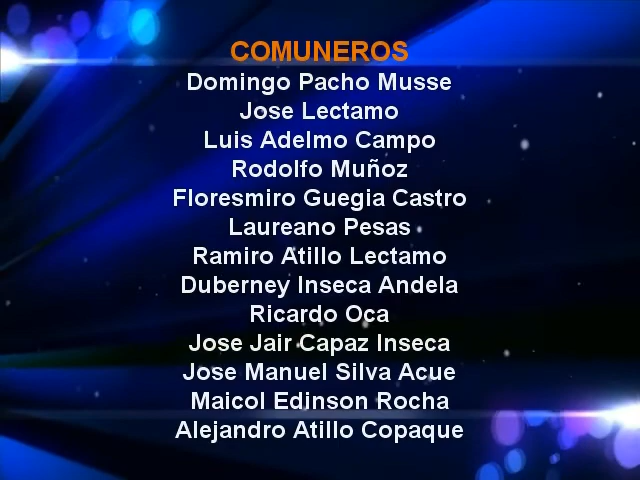 COMUNEROS
Domingo Pacho Musse
Jose Lectamo
Luis Adelmo Campo
Rodolfo Muñoz
Floresmiro Guegia Castro
Laureano Pesas
Ramiro Atillo Lectamo
Duberney Inseca Andela
Ricardo Oca
Jose Jair Capaz Inseca
Jose Manuel Silva Acue
Maicol Edinson Rocha
Alejandro Atillo Copaque